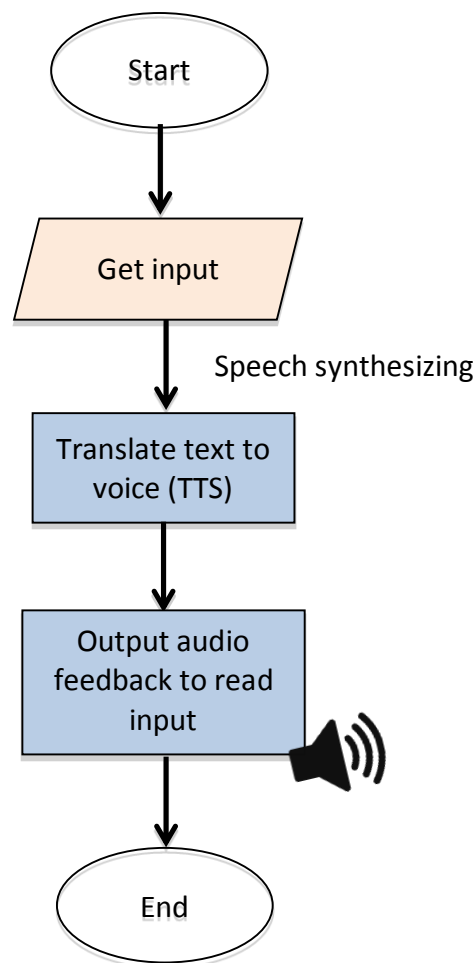 Start
Get input
Speech synthesizing
Translate text to
voice (TTS)
Output audio
feedback to read
input
End